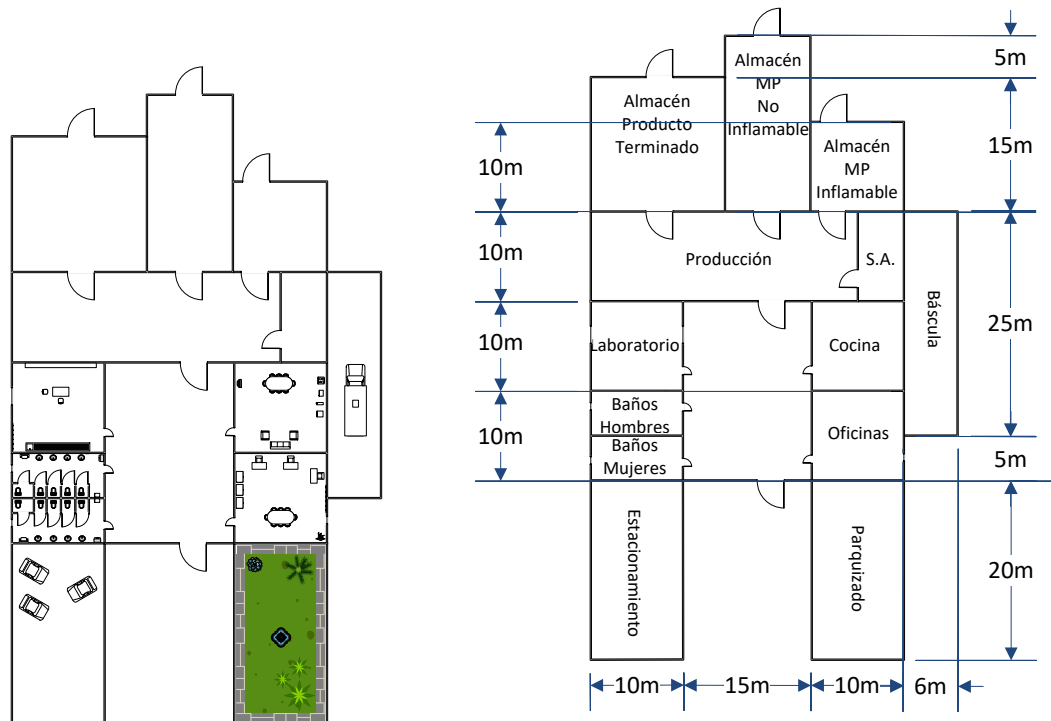 Almacén
MP
No
Inflamable
5m
Almacén
Producto
Terminado
15m
Almacén
MP
Inflamable
10m
Producción
S.A.
10m
Báscula
25m
Laboratorio
Cocina
10m
Baños
Hombres
Oficinas
10m
Baños
Mujeres
5m
Estacionamiento
Parquizado
20m
10m
15m
10m
6m